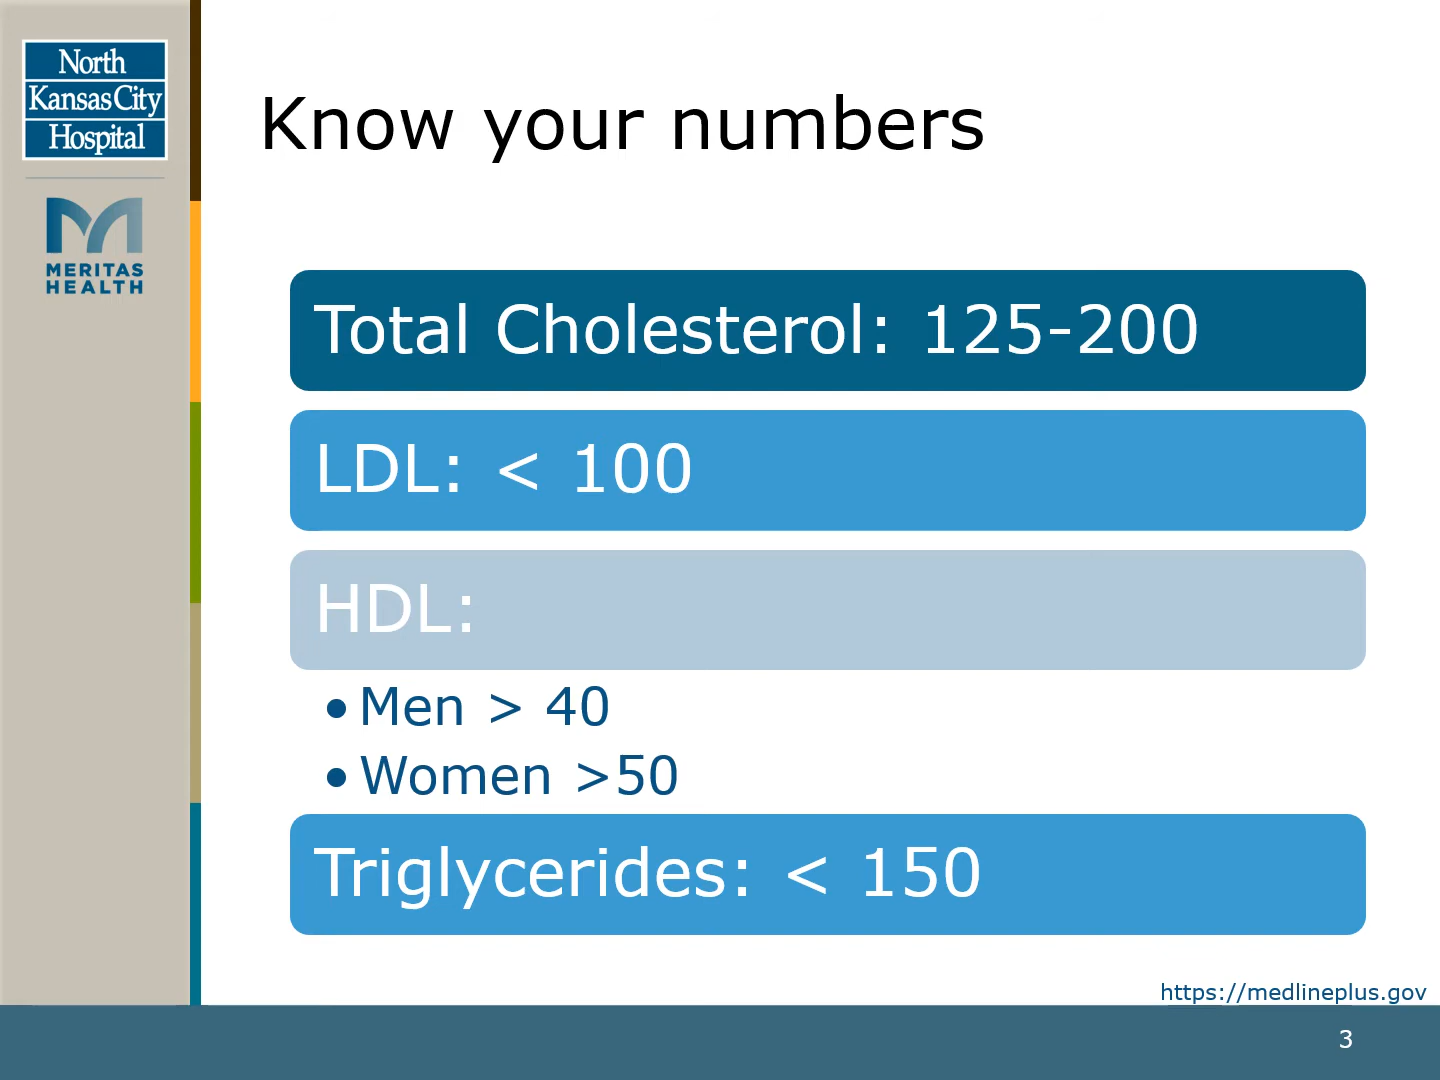 North
Kansas City
Hospital
MERITAS
HEALTH
Know your numbers
Total Cholesterol: 125-200
LDL: < 100
HDL:
• Men > 40
• Women >50
Triglycerides: < 150
https://medlineplus.gov
3